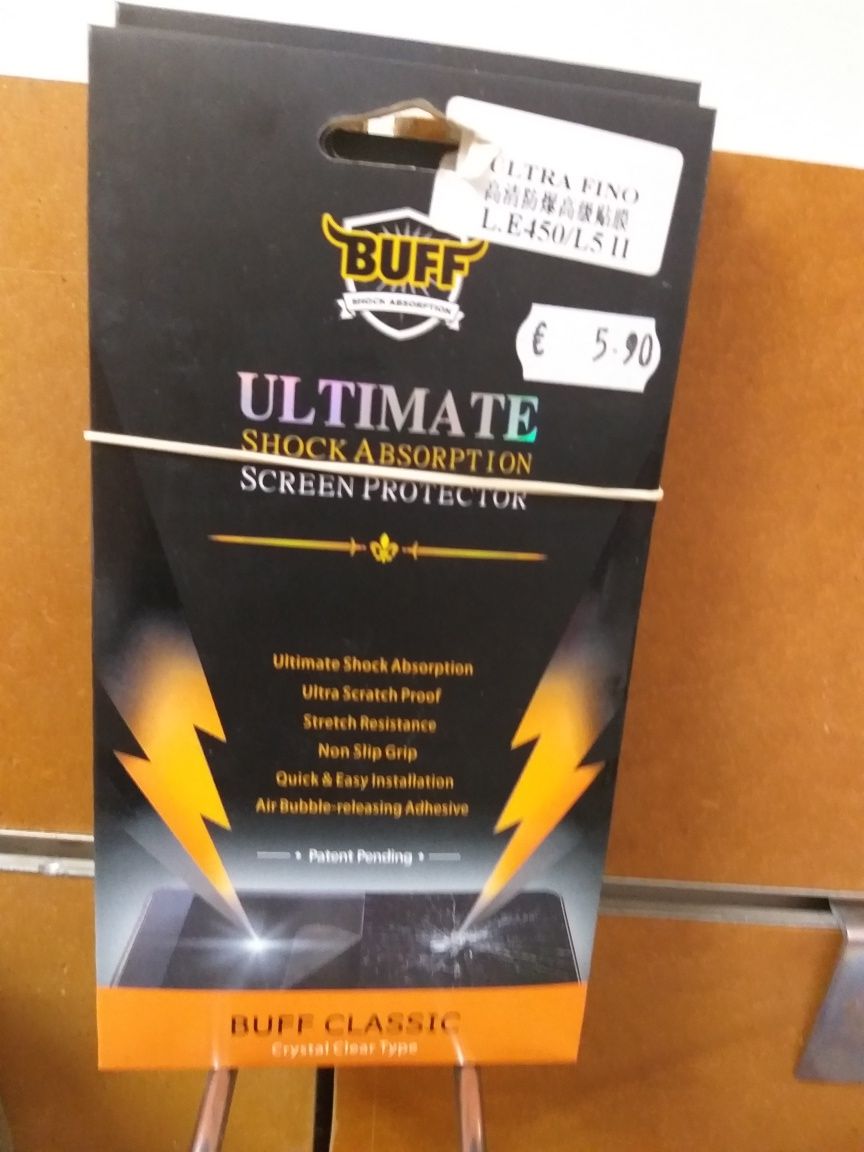 ULTRA FINO
高清防爆高级贴膜
L.E450/L5 II
BUFF
SHOCK ABSORPTION
€ 5.90
ULTIMATE
SHOCK ABSORPTION
SCREEN PROTECTOR
Ultimate Shock Absorption
Ultra Scratch Proof
Stretch Resistance
Non Slip Grip
Quick & Easy Installation
Air Bubble-releasing Adhesive
Patent Pending
BUFF CLASSIC
Crystal Clear Type